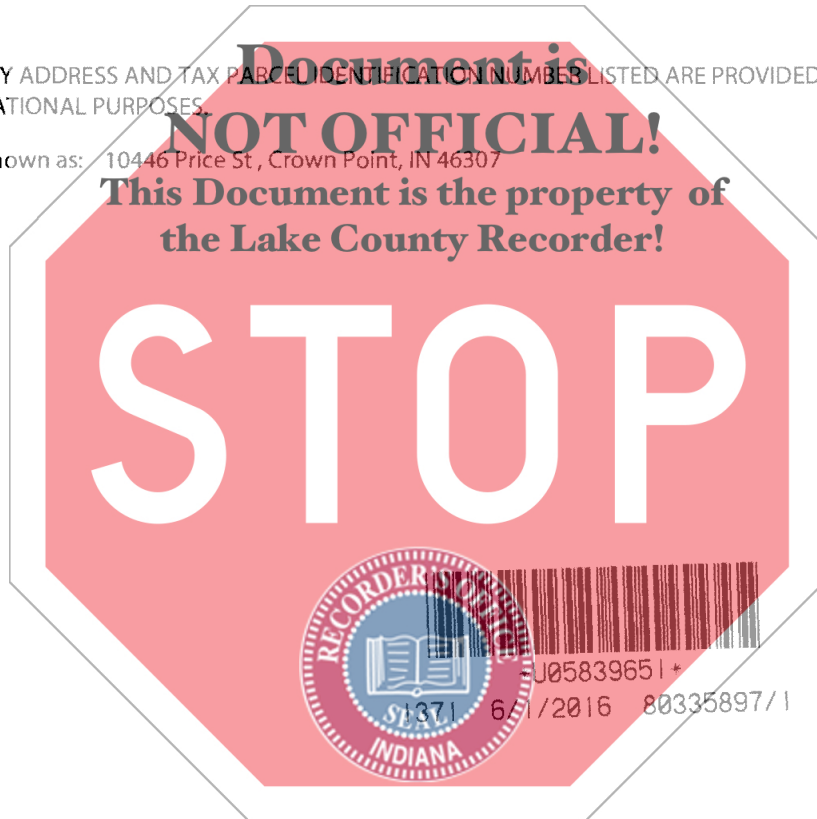 Document is
Y ADDRESS AND TAX PARCEL IDENTIFICATION NUMBER LISTED ARE PROVIDED
ATIONAL PURPOSES.
NOT OFFICIAL!
nown as: 10446 Price St , Crown Point, IN 46307
This Document is the property of
the Lake County Recorder!
STOP
RECORDER'S OFFICE
SEAL
INDIANA
*U05839651*
1371 6/1/2016 80335897/1